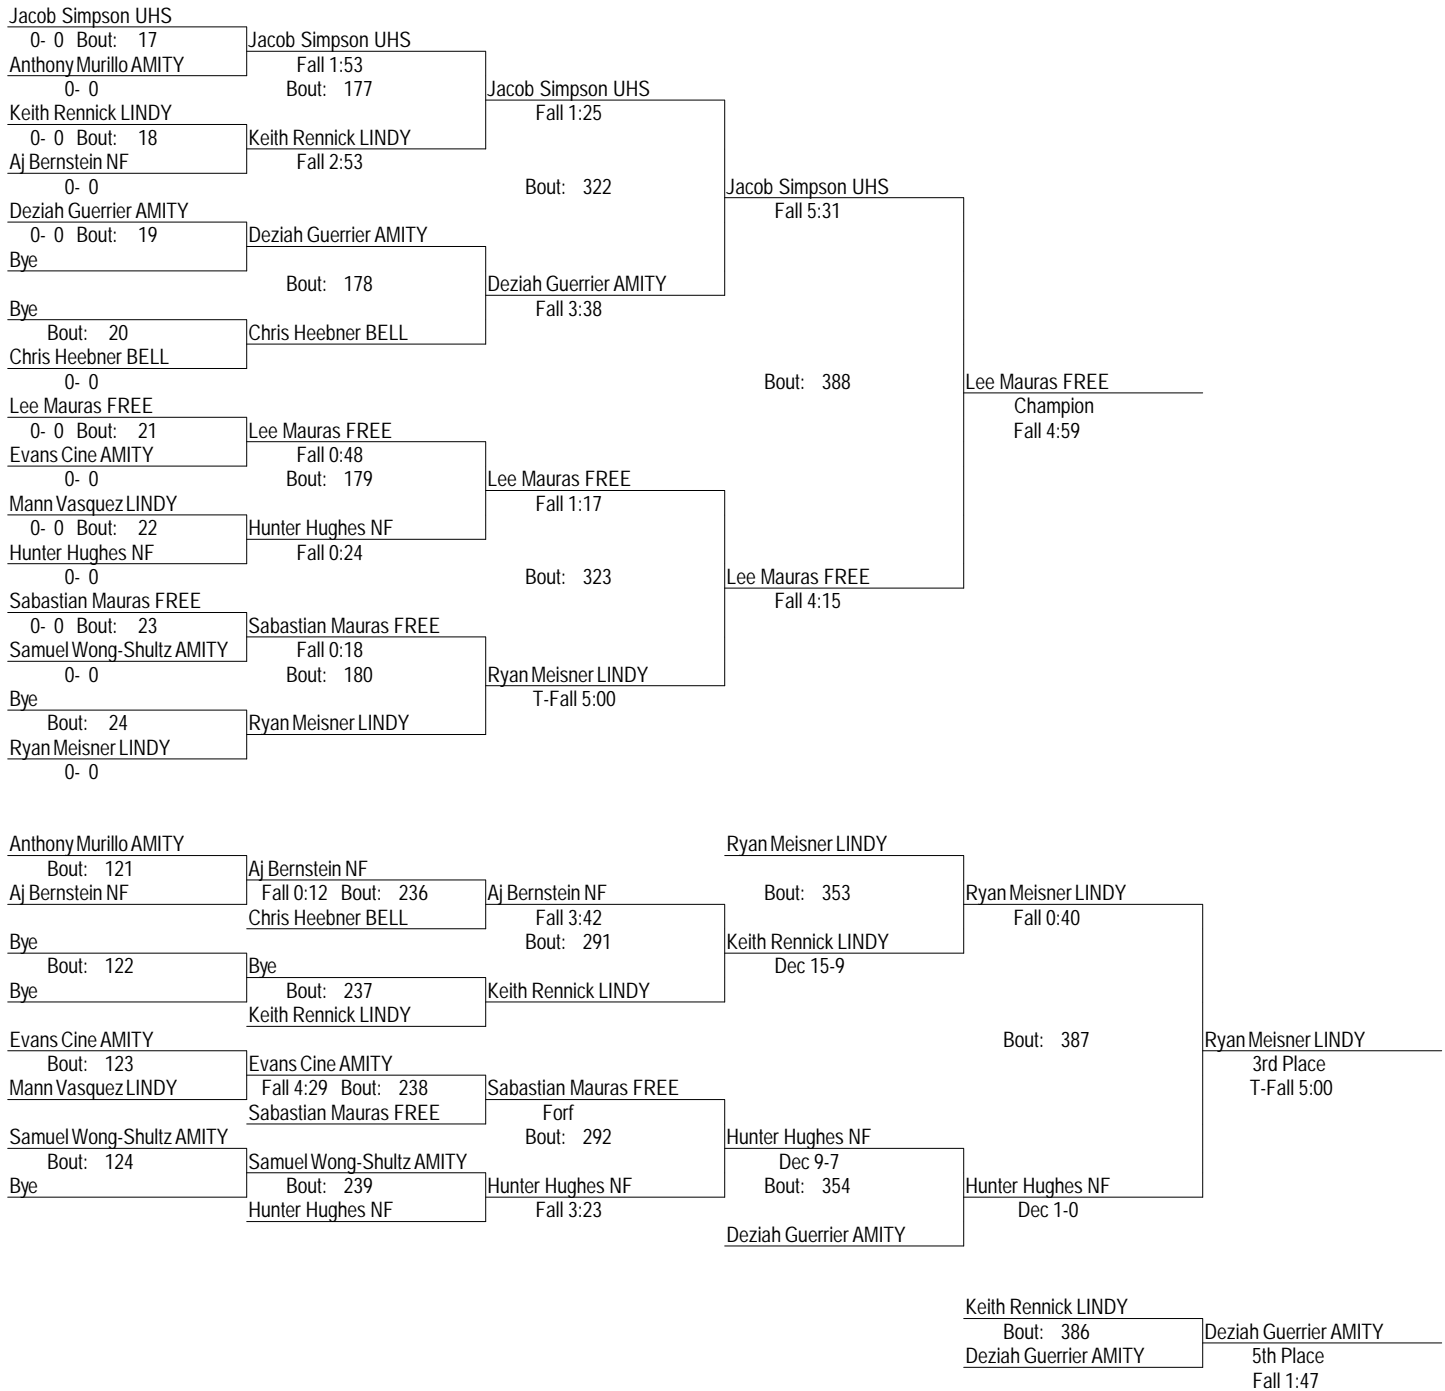 Jacob Simpson UHS
0- 0 Bout: 17
Jacob Simpson UHS
Anthony Murillo AMITY
Fall 1:53
0- 0
Bout: 177
Jacob Simpson UHS
Keith Rennick LINDY
Fall 1:25
0- 0 Bout: 18
Keith Rennick LINDY
Aj Bernstein NF
Fall 2:53
0- 0
Bout: 322
Jacob Simpson UHS
Deziah Guerrier AMITY
Fall 5:31
0- 0 Bout: 19
Deziah Guerrier AMITY
Bye
Bout: 178
Deziah Guerrier AMITY
Bye
Fall 3:38
Bout: 20
Chris Heebner BELL
Chris Heebner BELL
0- 0
Bout: 388
Lee Mauras FREE
Lee Mauras FREE
Champion
0- 0 Bout: 21
Lee Mauras FREE
Fall 4:59
Evans Cine AMITY
Fall 0:48
0- 0
Bout: 179
Lee Mauras FREE
Mann Vasquez LINDY
Fall 1:17
0- 0 Bout: 22
Hunter Hughes NF
Hunter Hughes NF
Fall 0:24
0- 0
Bout: 323
Lee Mauras FREE
Sabastian Mauras FREE
Fall 4:15
0- 0 Bout: 23
Sabastian Mauras FREE
Samuel Wong-Shultz AMITY
Fall 0:18
0- 0
Bout: 180
Ryan Meisner LINDY
Bye
T-Fall 5:00
Bout: 24
Ryan Meisner LINDY
Ryan Meisner LINDY
0- 0
Anthony Murillo AMITY
Ryan Meisner LINDY
Bout: 121
Aj Bernstein NF
Aj Bernstein NF
Fall 0:12 Bout: 236
Aj Bernstein NF
Bout: 353
Ryan Meisner LINDY
Chris Heebner BELL
Fall 3:42
Fall 0:40
Bye
Bout: 291
Keith Rennick LINDY
Bout: 122
Bye
Dec 15-9
Bye
Bout: 237
Keith Rennick LINDY
Keith Rennick LINDY
Evans Cine AMITY
Bout: 387
Ryan Meisner LINDY
Bout: 123
Evans Cine AMITY
3rd Place
Mann Vasquez LINDY
Fall 4:29 Bout: 238
Sabastian Mauras FREE
T-Fall 5:00
Sabastian Mauras FREE
Forf
Samuel Wong-Shultz AMITY
Bout: 292
Hunter Hughes NF
Bout: 124
Samuel Wong-Shultz AMITY
Dec 9-7
Bye
Bout: 239
Hunter Hughes NF
Bout: 354
Hunter Hughes NF
Hunter Hughes NF
Fall 3:23
Dec 1-0
Deziah Guerrier AMITY
Keith Rennick LINDY
Bout: 386
Deziah Guerrier AMITY
Deziah Guerrier AMITY
5th Place
Fall 1:47